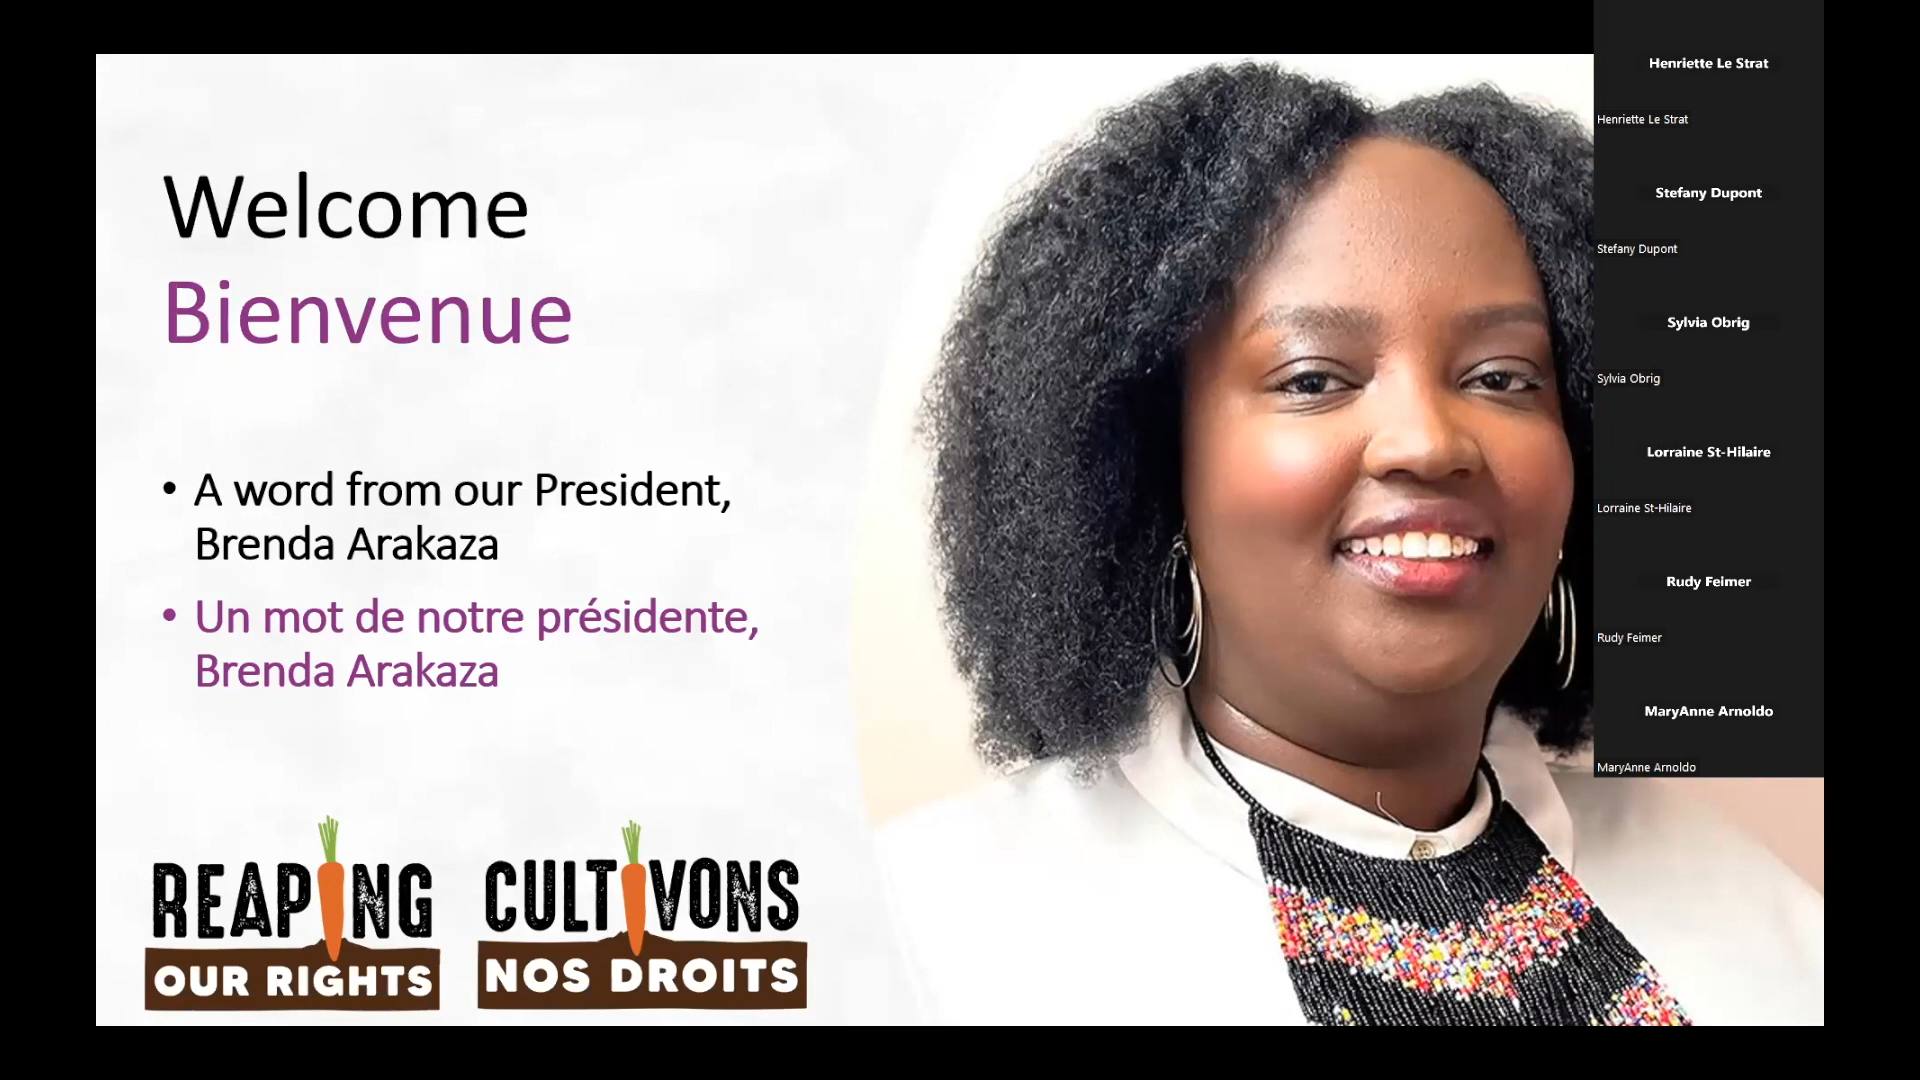 Welcome
Bienvenue
• A word from our President,
Brenda Arakaza
• Un mot de notre présidente,
Brenda Arakaza
REAPING
OUR RIGHTS
CULTIVONS
NOS DROITS
Henriette Le Strat
Henriette Le Strat
Stefany Dupont
Stefany Dupont
Sylvia Obrig
Sylvia Obrig
Lorraine St-Hilaire
Lorraine St-Hilaire
Rudy Feimer
Rudy Feimer
MaryAnne Arnoldo
MaryAnne Arnoldo